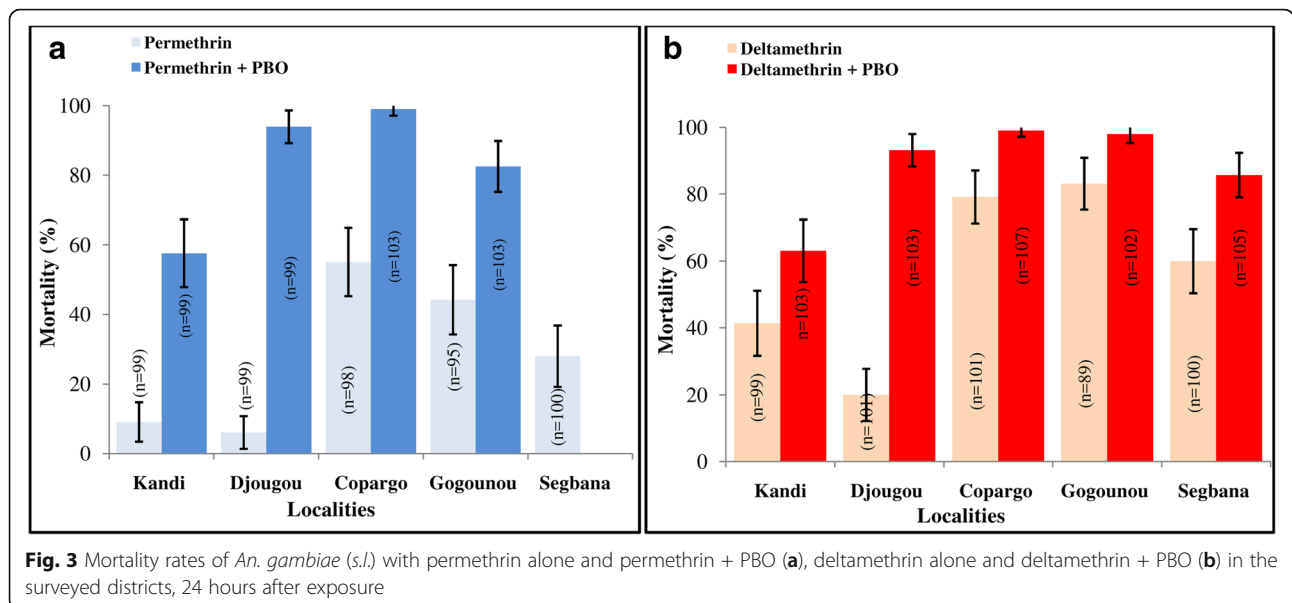 a
Permethrin
Permethrin + PBO
Mortality (%)
100
80
60
40
20
0
(n=99)
(n=99)
(n=99)
(n=99)
(n=98)
(n=103)
(n=95)
(n=103)
(n=100)
Kandi Djougou Copargo Gogounou Segbana
Localities
b
Deltamethrin
Deltamethrin + PBO
Mortality (%)
100
80
60
40
20
0
(n=99)
n=103)
(n=101)
(n=103)
(n=101)
(n=107)
(n=89)
(n=102)
(n=100)
(n=105)
Kandi Djougou Copargo Gogounou Segbana
Localities
Fig. 3 Mortality rates of An. gambiae (s.l.) with permethrin alone and permethrin + PBO (a), deltamethrin alone and deltamethrin + PBO (b) in the
surveyed districts, 24 hours after exposure